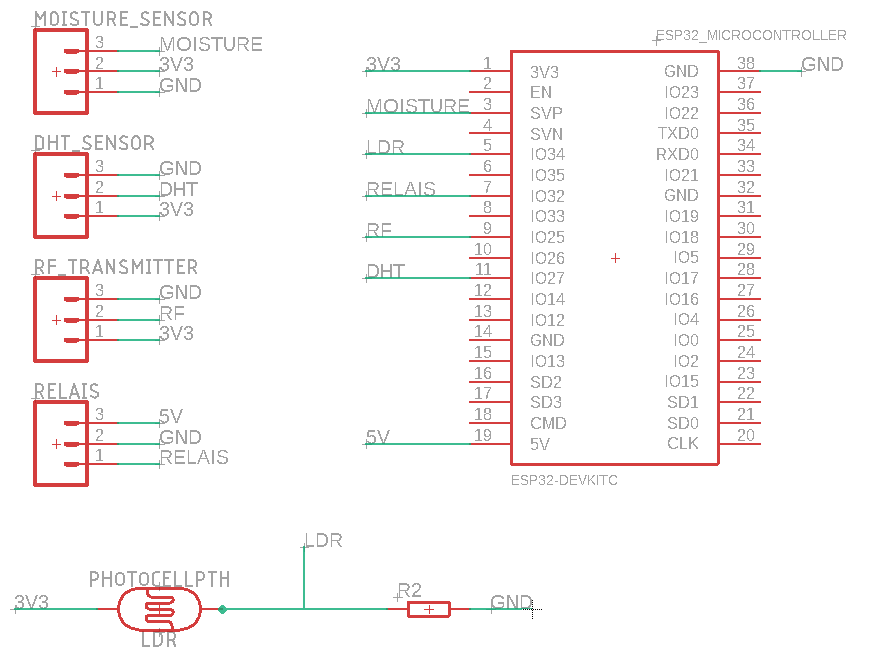 MOISTURE_SENSOR
3 MOISTURE
2 3V3
1 GND
DHT_SENSOR
3 GND
2 DHT
1 3V3
RF_TRANSMITTER
3 GND
2 RF
1 3V3
RELAIS
3 5V
2 GND
1 RELAIS
ESP32_MICROCONTROLLER
3V3 1 3V3 GND 38 GND
2 EN IO23 37
MOISTURE 3 SVP IO22 36
4 SVN TXD0 35
LDR 5 IO34 RXD0 34
6 IO35 IO21 33
RELAIS 7 IO32 GND 32
8 IO33 IO19 31
RF 9 IO25 IO18 30
10 IO26 IO5 29
DHT 11 IO27 IO17 28
12 IO14 IO16 27
13 IO12 IO4 26
14 GND IO0 25
15 IO13 IO2 24
16 SD2 IO15 23
17 SD3 SD1 22
18 CMD SD0 21
5V 19 5V CLK 20
ESP32-DEVKITC
LDR
PHOTOCELLPTH
R2
3V3 GND
LDR